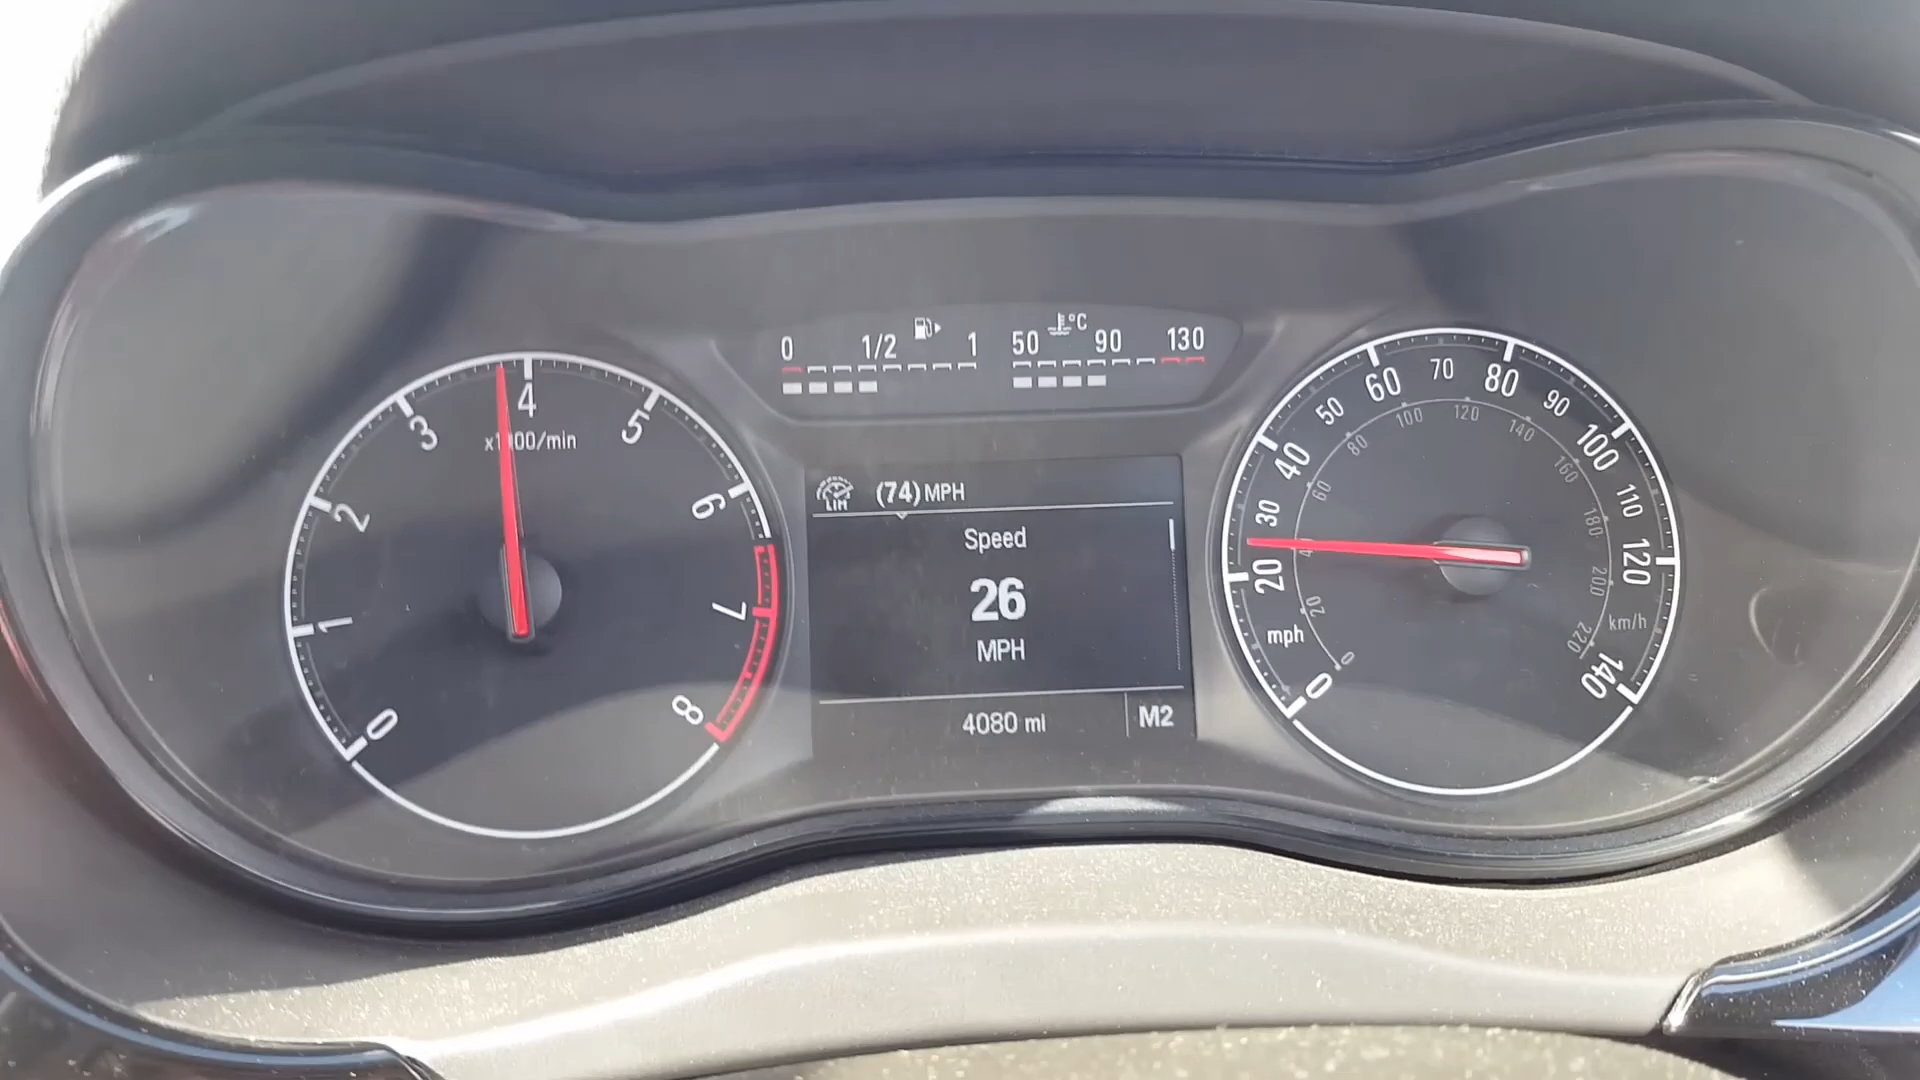 0 1/2 1
50 °C 90 130
0 1 2 3 4 5 6 7 8
x1000/min
LIM (74) MPH
Speed
26
MPH
4080 mi M2
0 20 30 40 50 60 70 80 90 100 110 120 140
mph
0 20 40 60 80 100 120 140 160 180 200 220
km/h